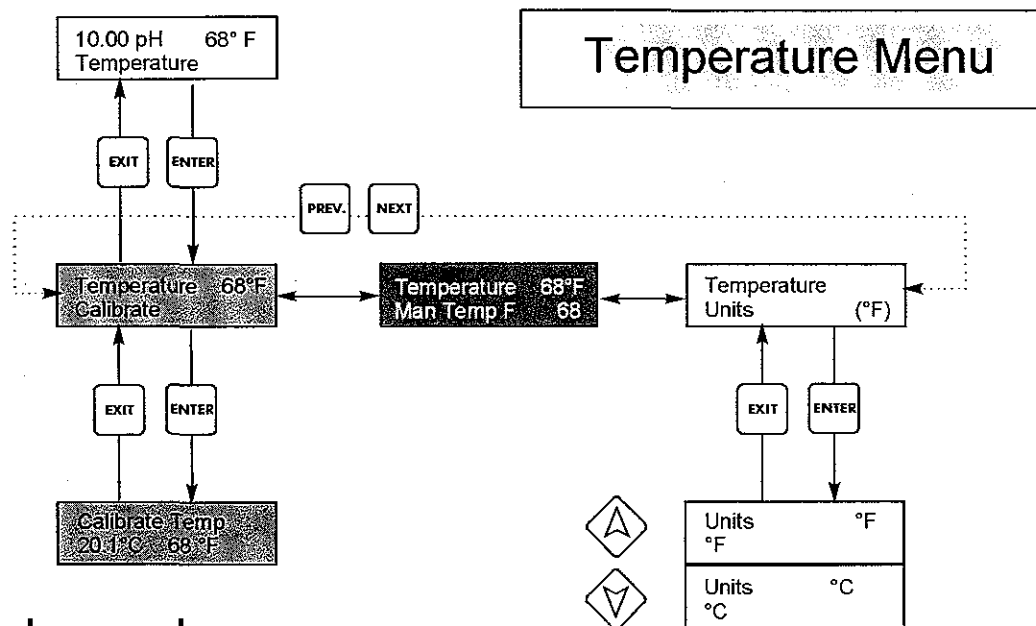 Temperature Menu
10.00 pH 68° F
Temperature
EXIT ENTER
PREV. NEXT
Temperature 68°F
Calibrate
Temperature 68°F
Man Temp F 68
Temperature
Units (°F)
EXIT ENTER
EXIT ENTER
Calibrate Temp
20.1°C 68 °F
Units °F
°F
Units °C
°C